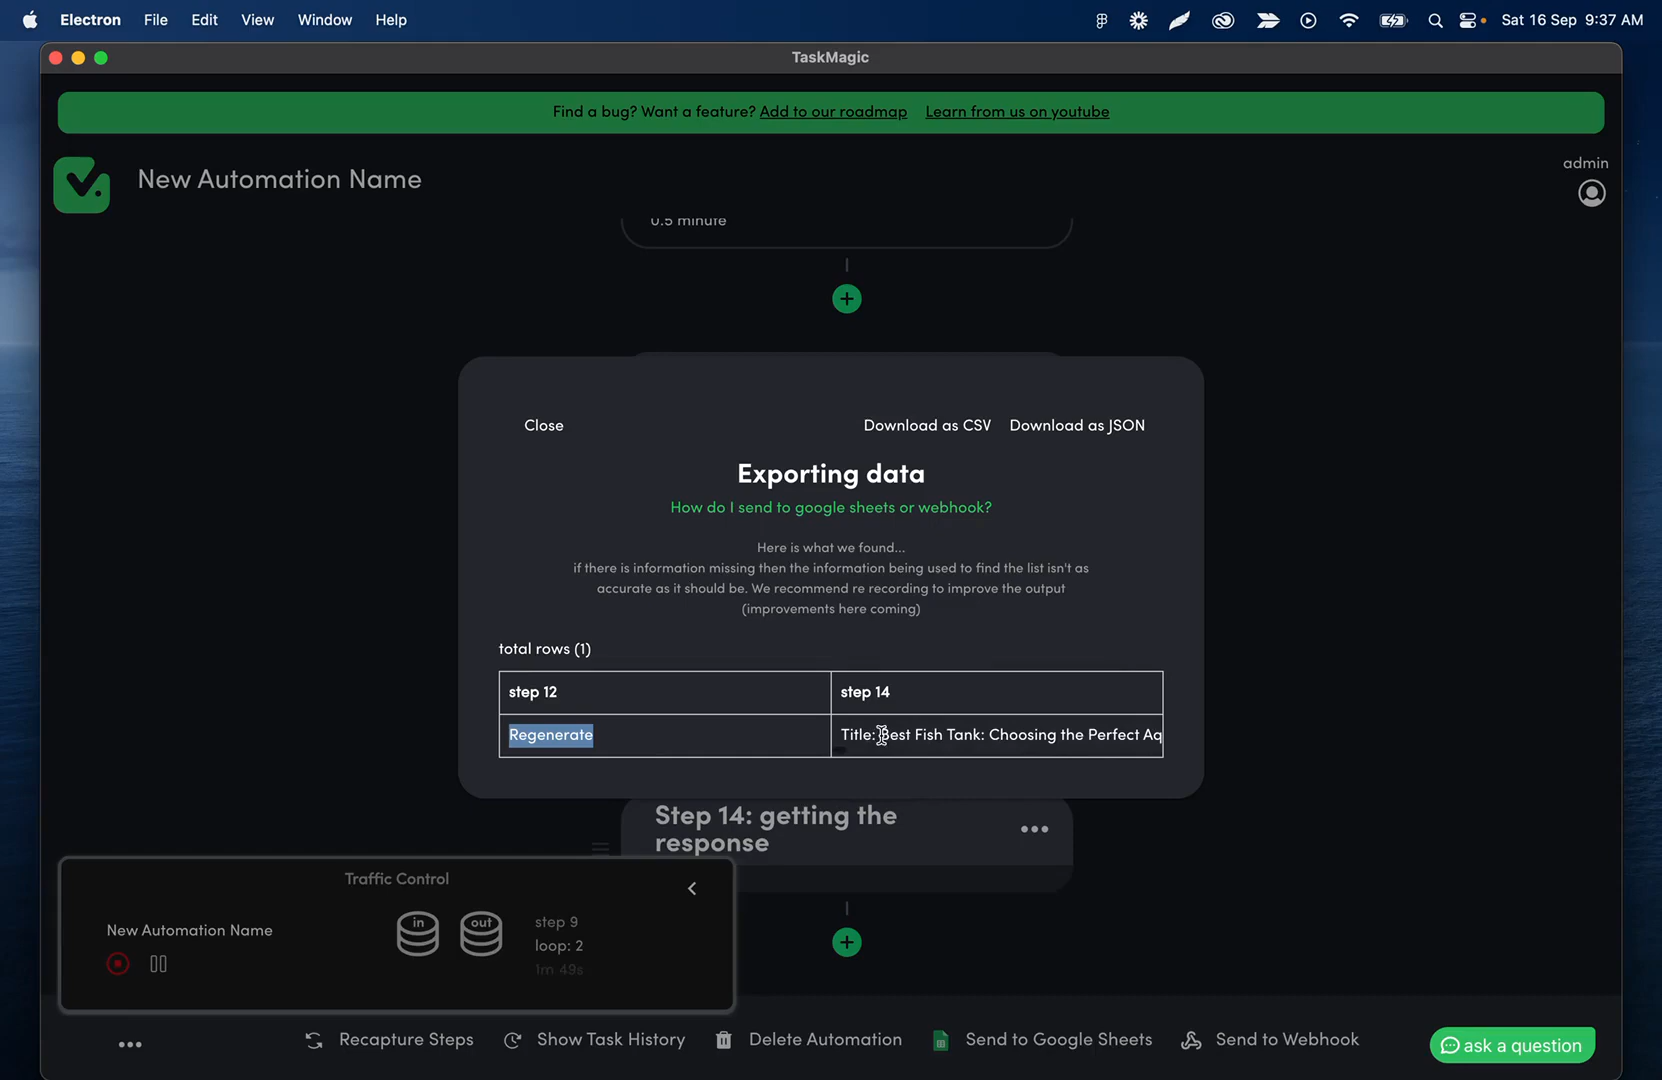 Electron File Edit View Window Help Sat 16 Sep 9:37 AM
TaskMagic
Find a bug? Want a feature? Add to our roadmap Learn from us on youtube
New Automation Name
admin
0.5 minute
Close Download as CSV Download as JSON
Exporting data
How do I send to google sheets or webhook?
Here is what we found...
if there is information missing then the information being used to find the list isn't as
accurate as it should be. We recommend re recording to improve the output
(improvements here coming)
total rows (1)
step 12 step 14
Regenerate Title: Best Fish Tank: Choosing the Perfect Aq
Step 14: getting the
response
Traffic Control
New Automation Name
in out
step 9
loop: 2
1m 49s
Recapture Steps Show Task History Delete Automation Send to Google Sheets Send to Webhook
ask a question